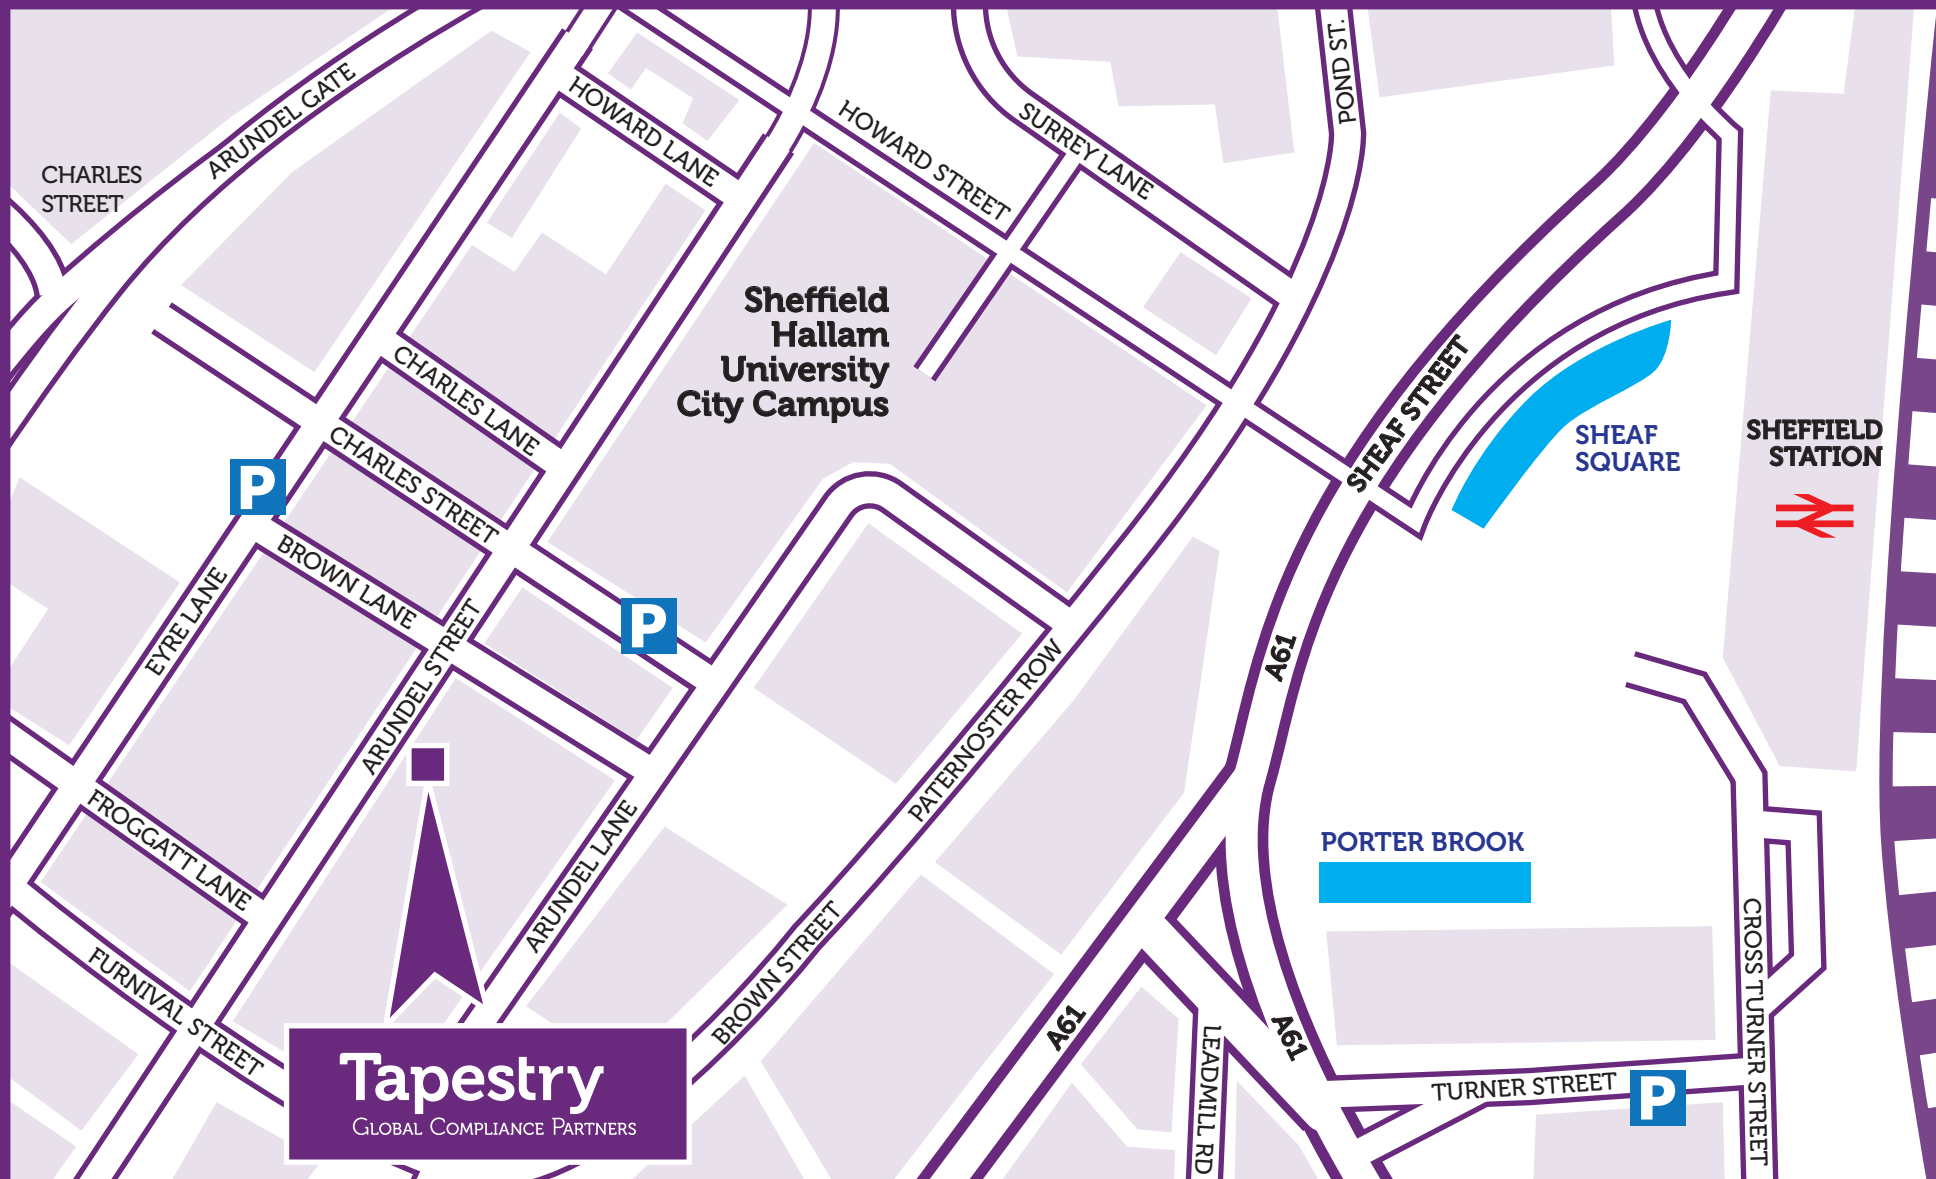 POND ST.
ARUNDEL GATE
HOWARD LANE
HOWARD STREET
SURREY LANE
CHARLES
STREET
Sheffield
Hallam
University
City Campus
CHARLES LANE
SHEAF STREET
CHARLES STREET
SHEAF
SQUARE
SHEFFIELD
STATION
P
BROWN LANE
EYRE LANE
P
ARUNDEL STREET
A61
PATERNOSTER ROW
FROGGATT LANE
ARUNDEL LANE
PORTER BROOK
BROWN STREET
CROSS TURNER STREET
FURNIVAL STREET
A61
A61
LEADMILL RD
TURNER STREET
P
Tapestry
GLOBAL COMPLIANCE PARTNERS